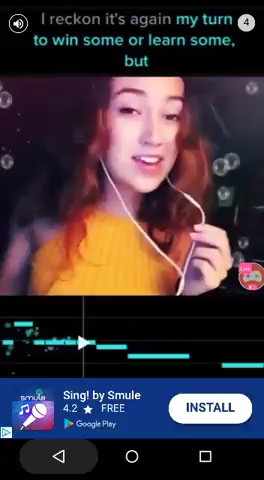 I reckon it's again my turn
4
to win some or learn some,
but
Live
smule
Sing! by Smule
4.2 ★ FREE
Google Play
INSTALL